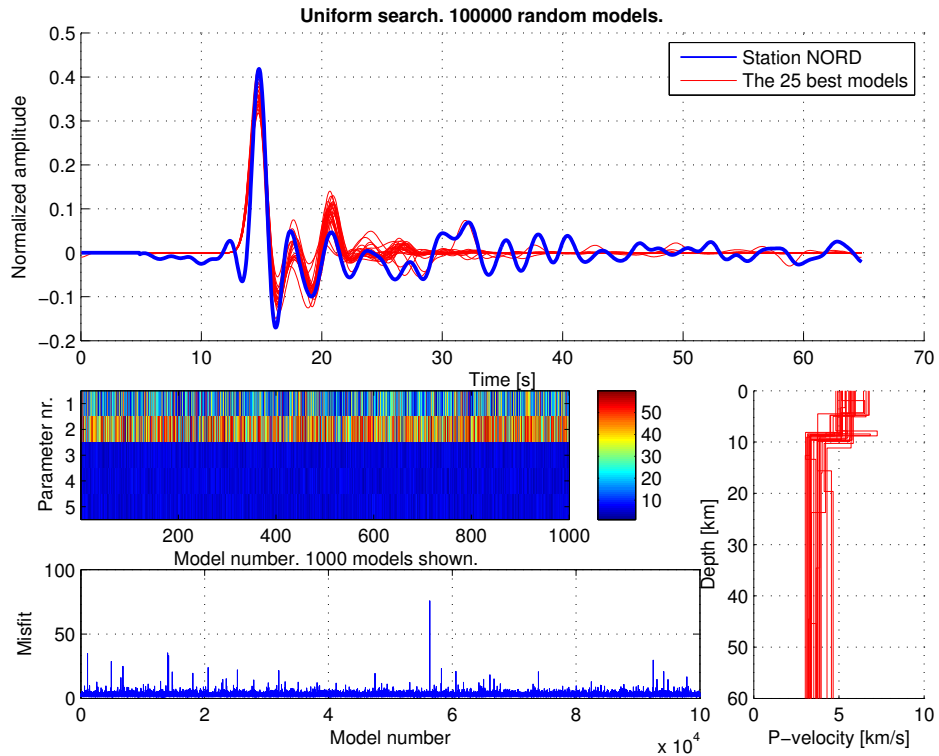 Uniform search. 100000 random models.
Normalized amplitude
0.5
0.4
0.3
0.2
0.1
0
−0.1
−0.2
Station NORD
The 25 best models
0 10 20 30 40 50 60 70
Time [s]
Parameter nr.
1
2
3
4
5
200 400 600 800 1000
Model number. 1000 models shown.
50
40
30
20
10
Misfit
100
50
0
0 2 4 6 8 10
Model number
x 10^4
Depth [km]
0
10
20
30
40
50
60
0 5 10
P−velocity [km/s]